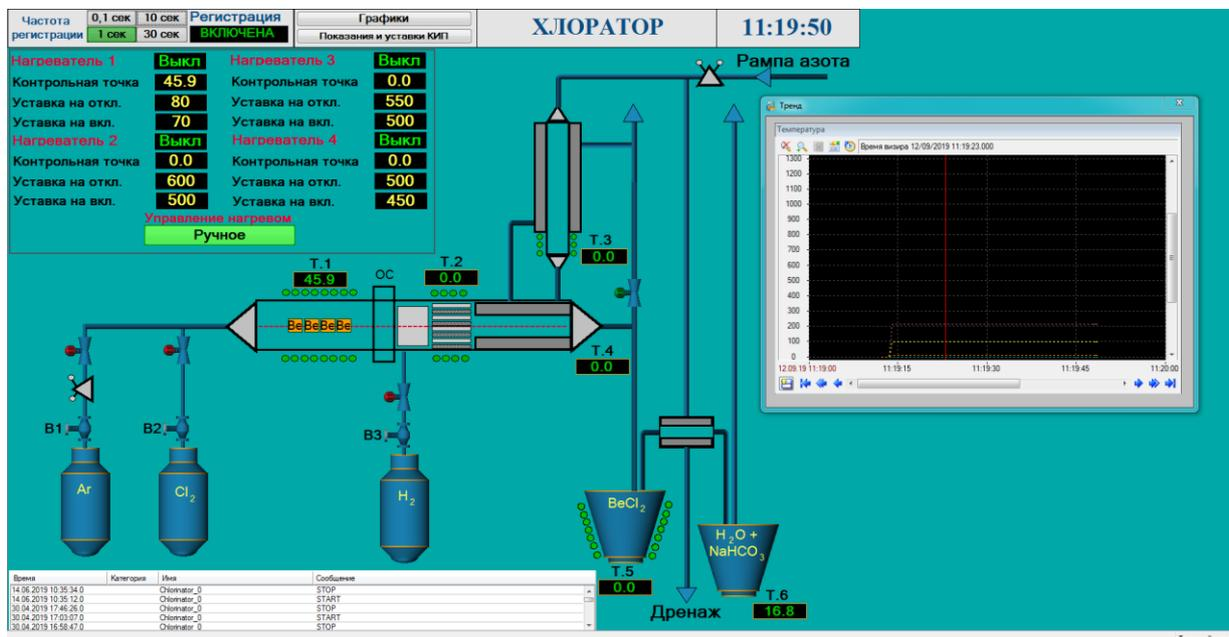 Частота регистрации 0,1 сек 10 сек 1 сек 30 сек
Регистрация ВКЛЮЧЕНА
Графики
Показания и уставки КИП
ХЛОРАТОР
11:19:50
Нагреватель 1 Выкл Нагреватель 3 Выкл
Контрольная точка 45.9 Контрольная точка 0.0
Уставка на откл. 80 Уставка на откл. 550
Уставка на вкл. 70 Уставка на вкл. 500
Нагреватель 2 Выкл Нагреватель 4 Выкл
Контрольная точка 0.0 Контрольная точка 0.0
Уставка на откл. 600 Уставка на откл. 500
Уставка на вкл. 500 Уставка на вкл. 450
Управление нагревом
Ручное
Рампа азота
Тренд
Температура
Время визира 12/09/2019 11:19:23.000
1300
1200
1100
1000
900
800
700
600
500
400
300
200
100
0
12.09.19 11:19:00 11:19:15 11:19:30 11:19:45 11:20:00
Т.1
45.9
ОС
Т.2
0.0
Т.3
0.0
Be Be Be Be
Т.4
0.0
В1
В2
В3
Ar
Cl2
H2
BeCl2
H2O +
NaHCO3
Т.5
0.0
Дренаж
Т.6
16.8
Время Категория Имя Сообщение
14.06.2019 10:35:34.0 Chlorinator_0 STOP
14.06.2019 10:35:12.0 Chlorinator_0 START
30.04.2019 17:46:26.0 Chlorinator_0 STOP
30.04.2019 17:03:07.0 Chlorinator_0 START
30.04.2019 16:58:47.0 Chlorinator_0 STOP